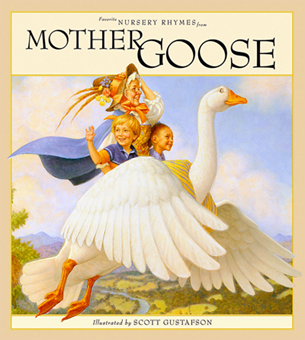 Favorite NURSERY RHYMES from
MOTHER GOOSE
Illustrated by SCOTT GUSTAFSON